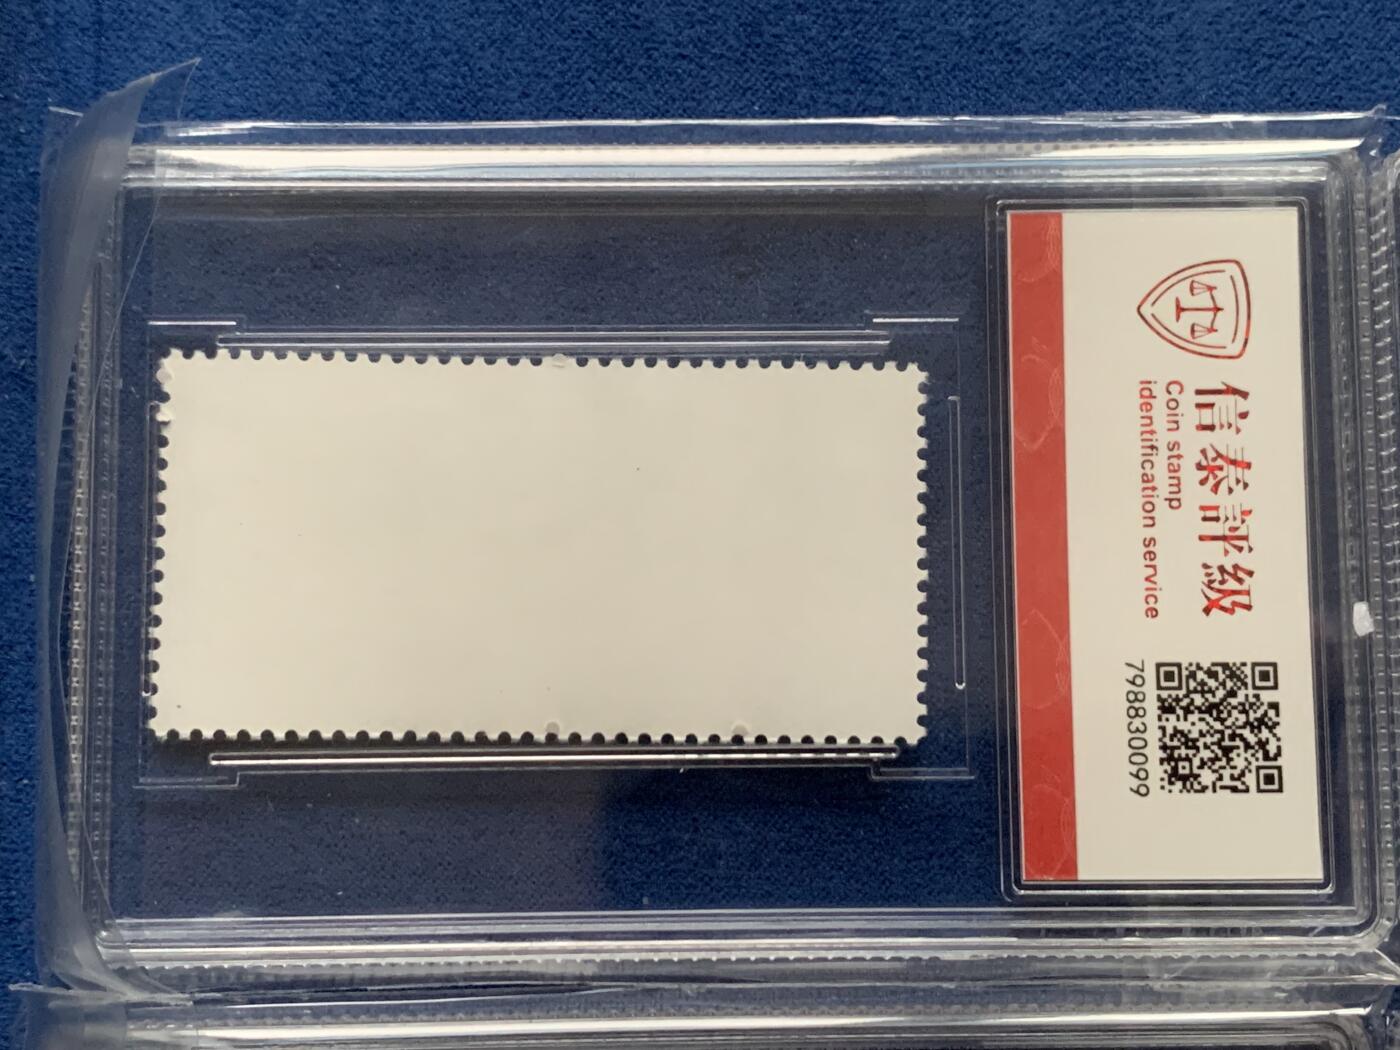 信泰評級
Coin stamp
identification service
798830099